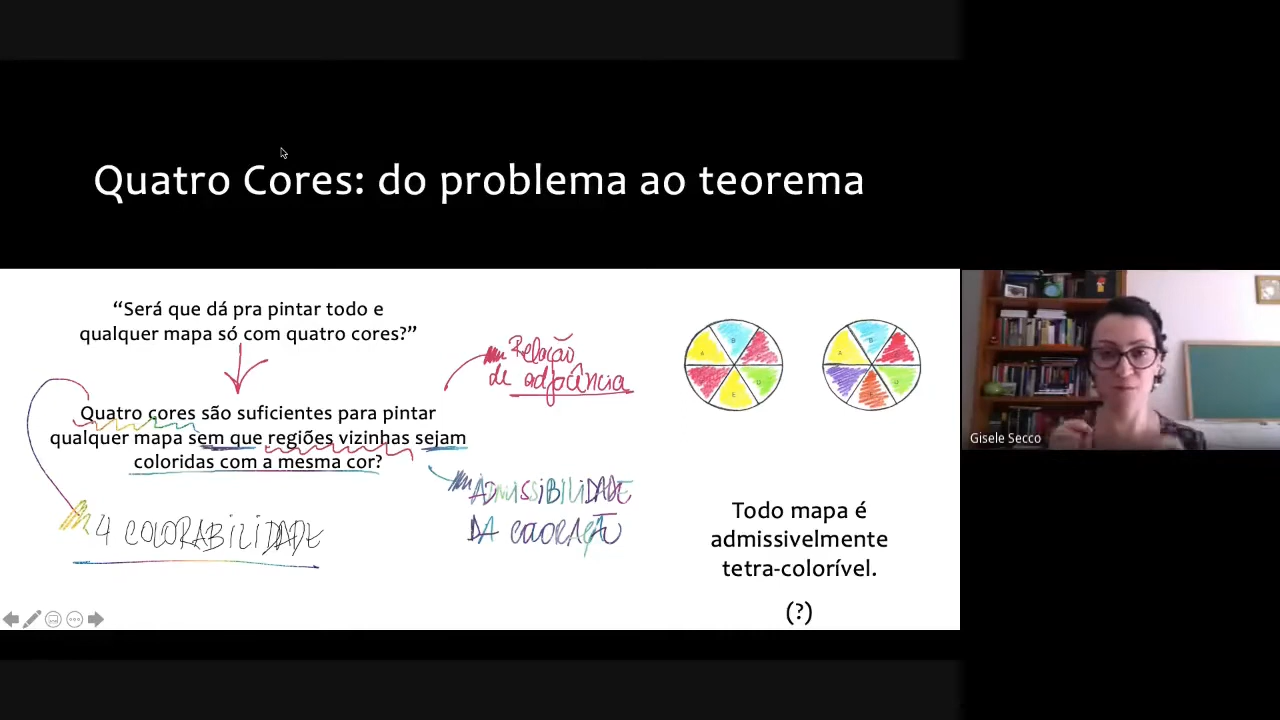 Quatro Cores: do problema ao teorema
“Será que dá pra pintar todo e
qualquer mapa só com quatro cores?”
Relação
de adjacência
Quatro cores são suficientes para pintar
qualquer mapa sem que regiões vizinhas sejam
coloridas com a mesma cor?
ADMISSIBILIDADE
DA COLORAÇÃO
4 COLORABILIDADE
A
B
D
E
A
B
D
Todo mapa é
admissivelmente
tetra-colorível.
(?)
Gisele Secco